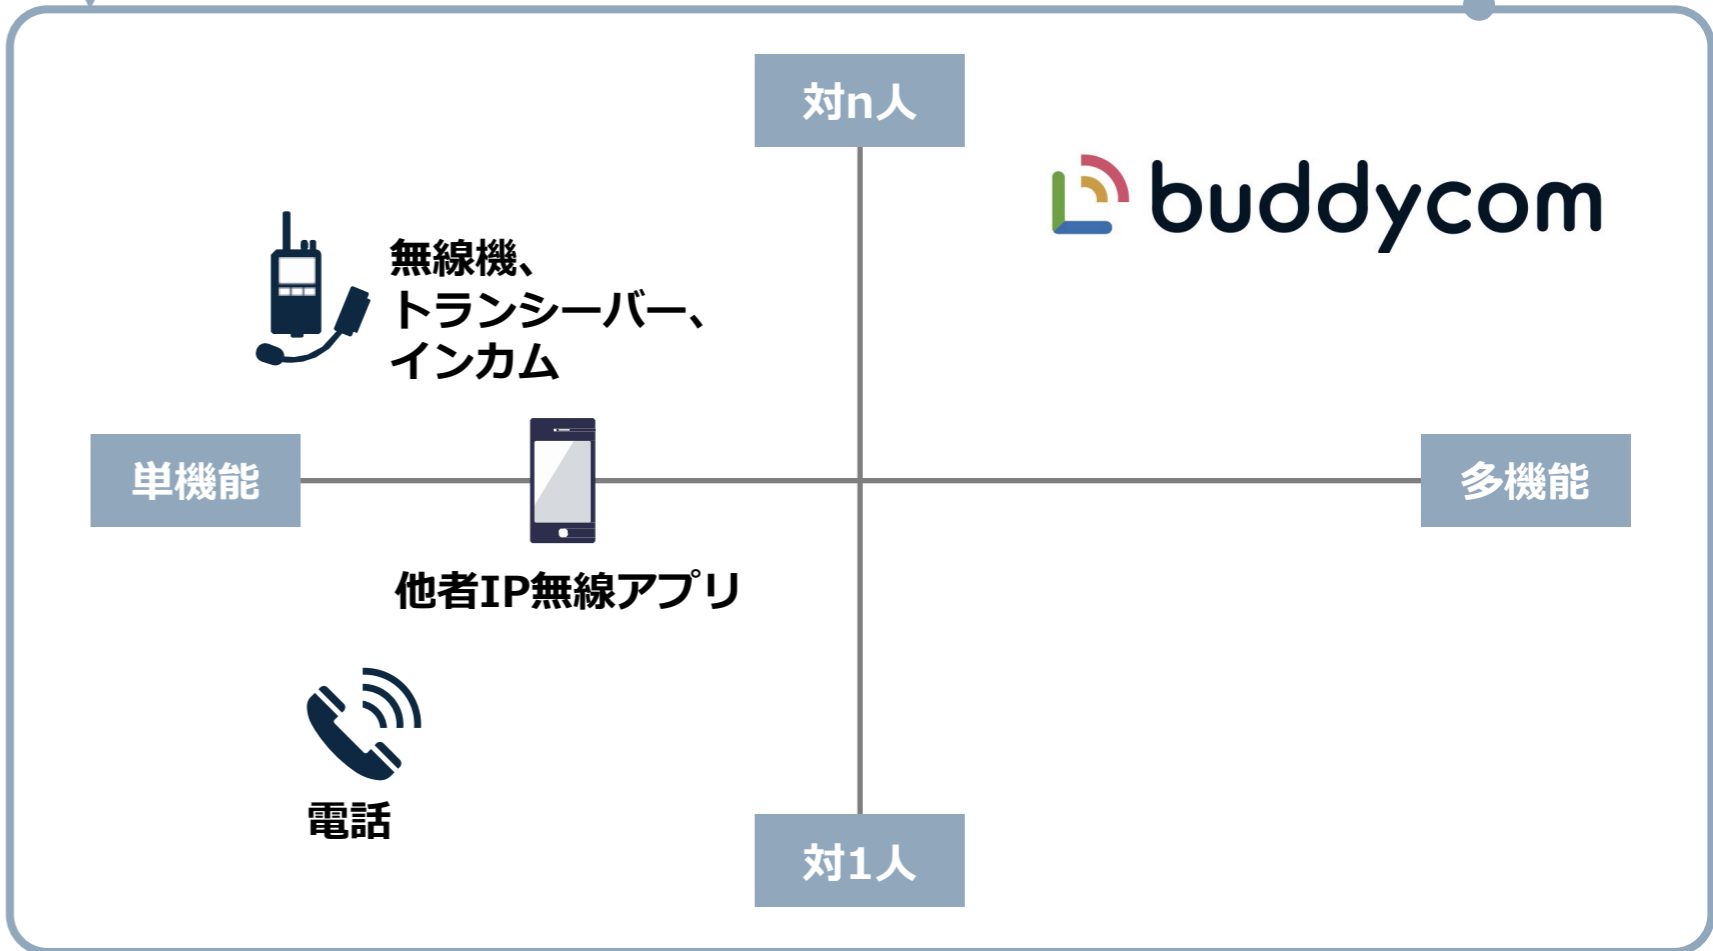 対n人
buddycom
無線機、
トランシーバー、
インカム
単機能
多機能
他者IP無線アプリ
電話
対1人